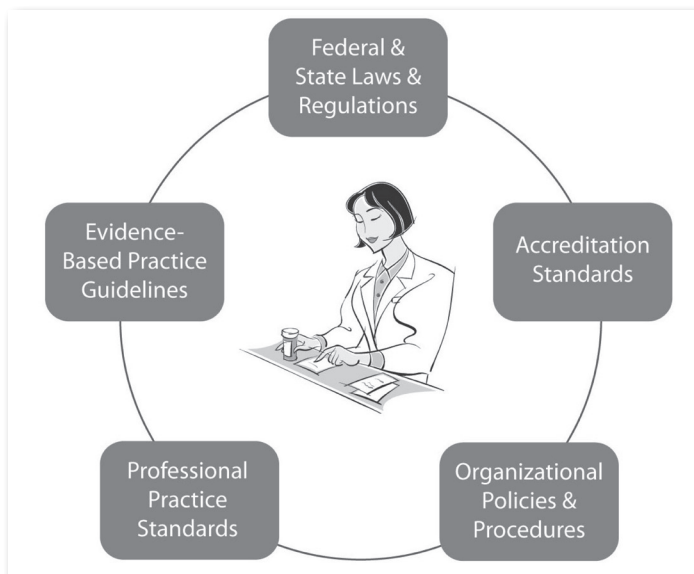 Federal &
State Laws &
Regulations
Evidence-
Based Practice
Guidelines
Accreditation
Standards
Professional
Practice
Standards
Organizational
Policies &
Procedures